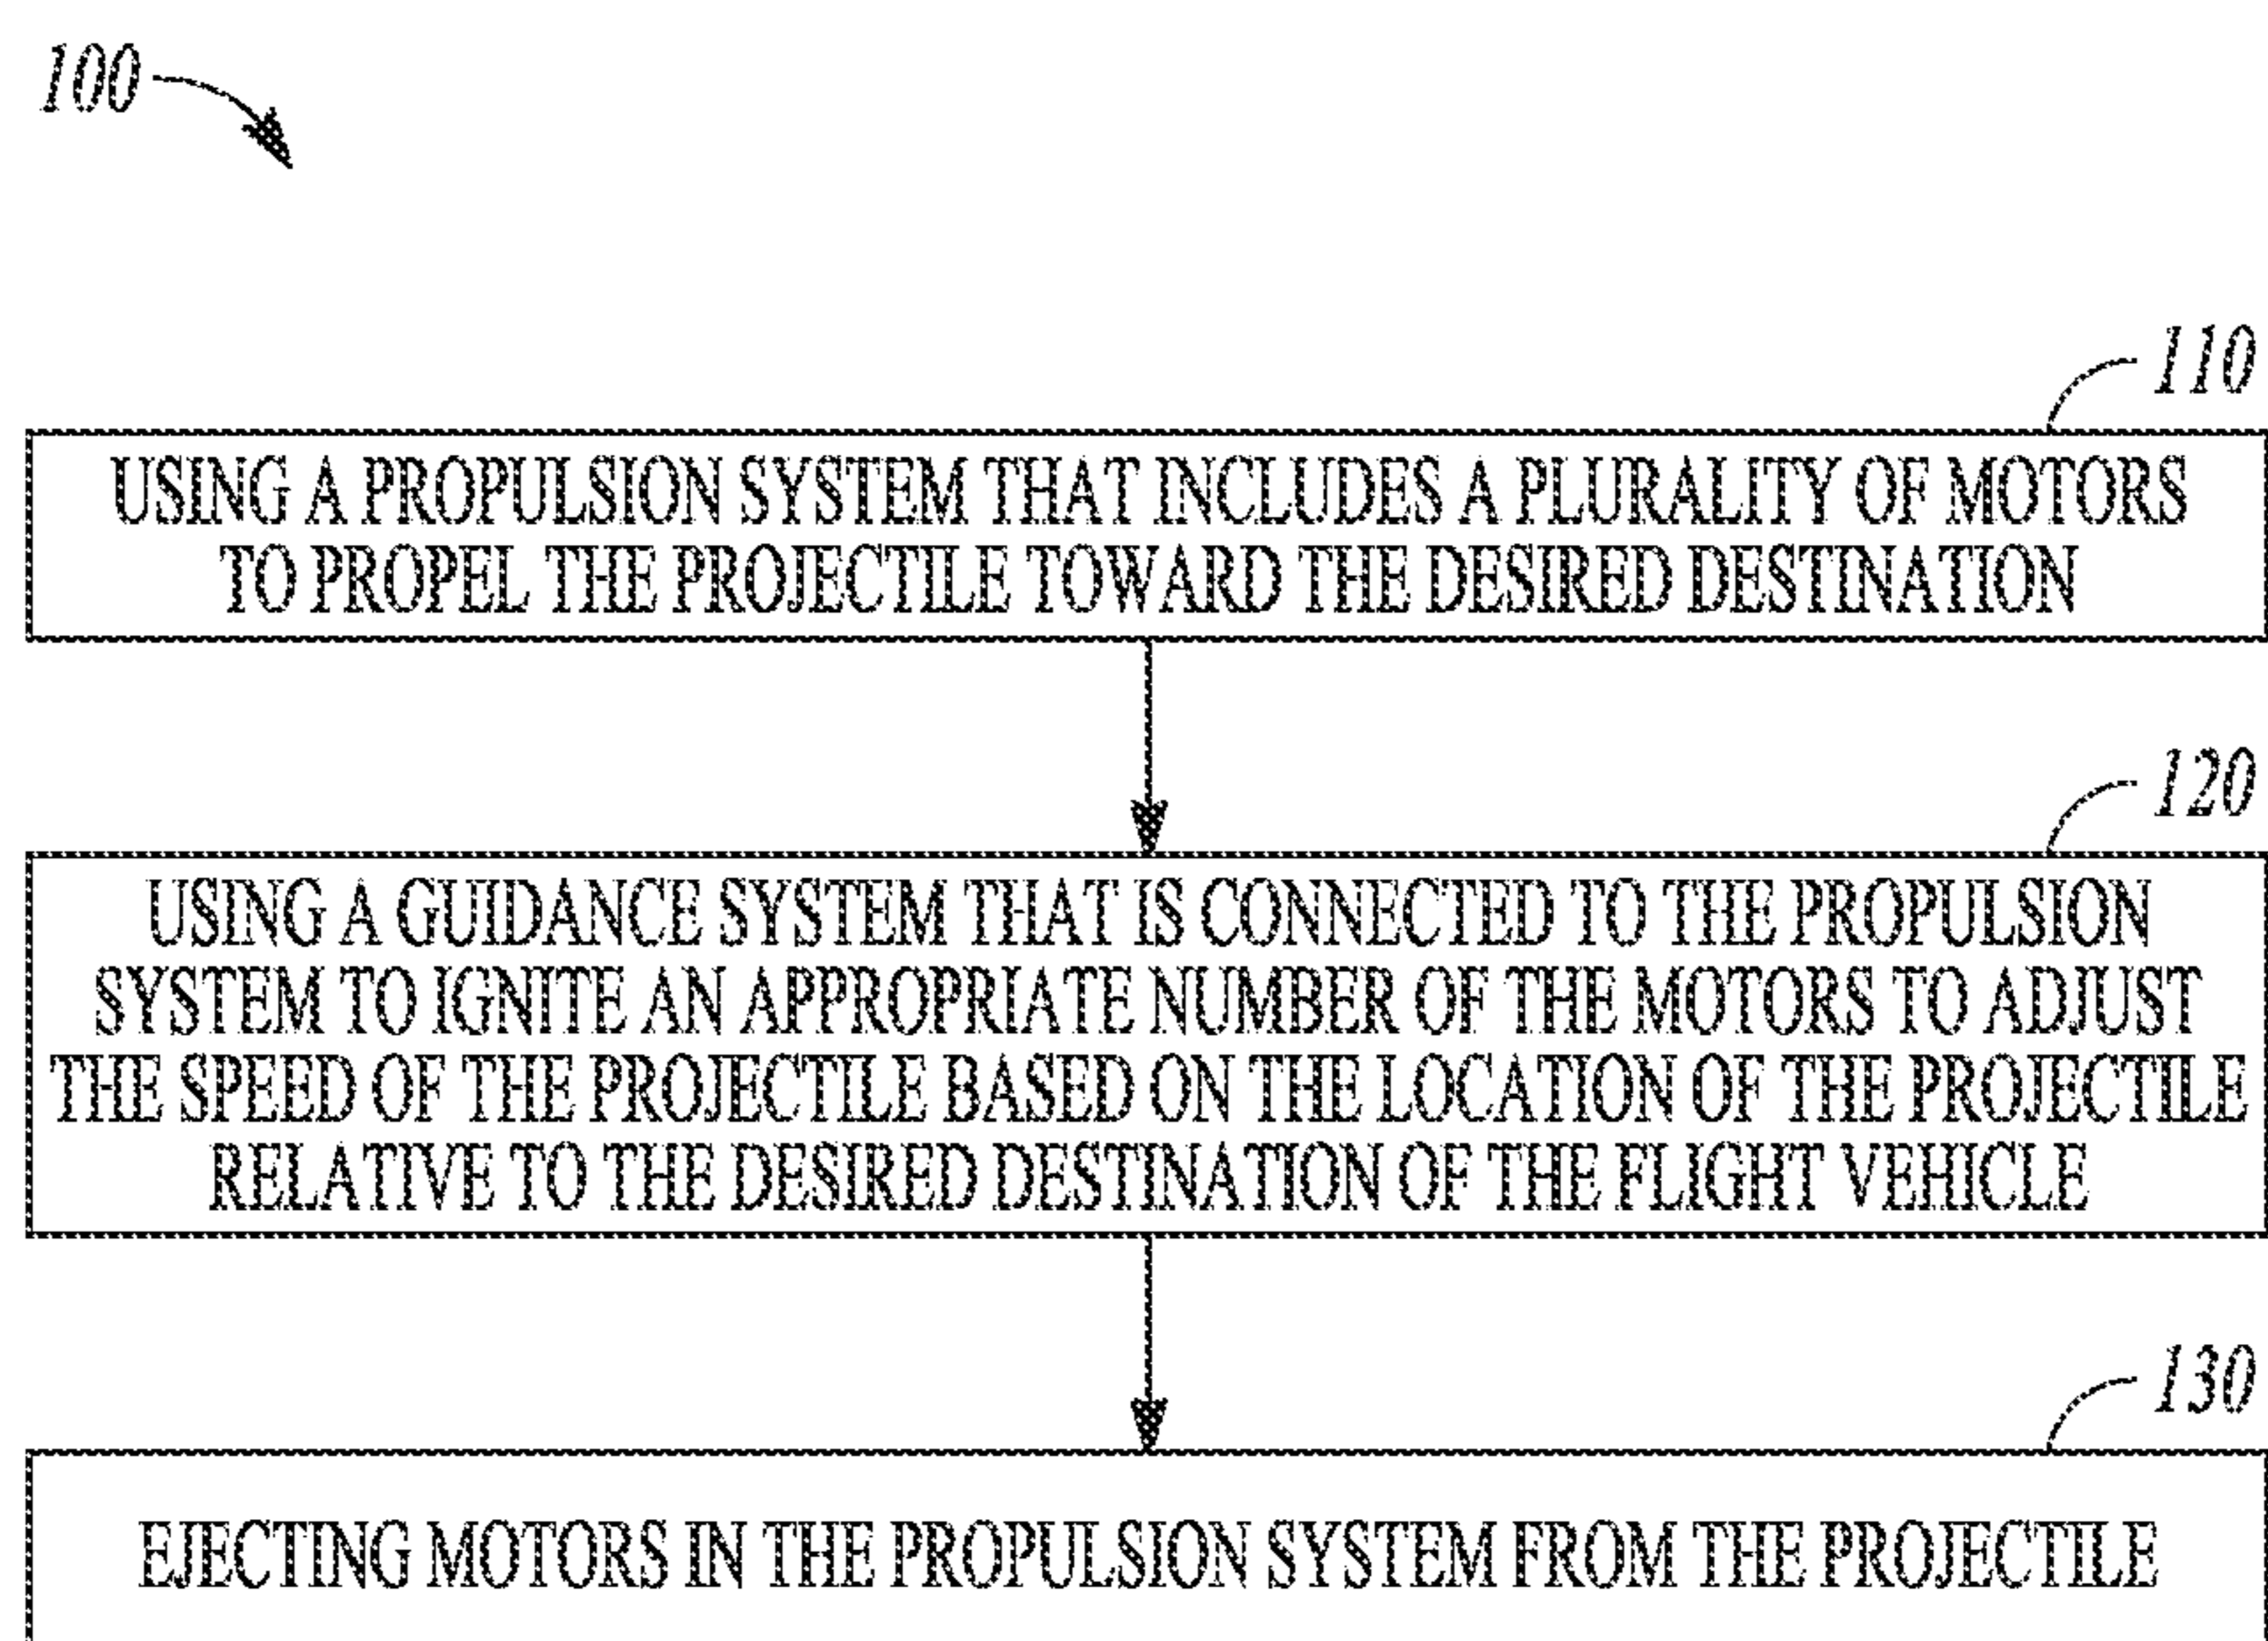 100
110
USING A PROPULSION SYSTEM THAT INCLUDES A PLURALITY OF MOTORS
TO PROPEL THE PROJECTILE TOWARD THE DESIRED DESTINATION
120
USING A GUIDANCE SYSTEM THAT IS CONNECTED TO THE PROPULSION
SYSTEM TO IGNITE AN APPROPRIATE NUMBER OF THE MOTORS TO ADJUST
THE SPEED OF THE PROJECTILE BASED ON THE LOCATION OF THE PROJECTILE
RELATIVE TO THE DESIRED DESTINATION OF THE FLIGHT VEHICLE
130
EJECTING MOTORS IN THE PROPULSION SYSTEM FROM THE PROJECTILE